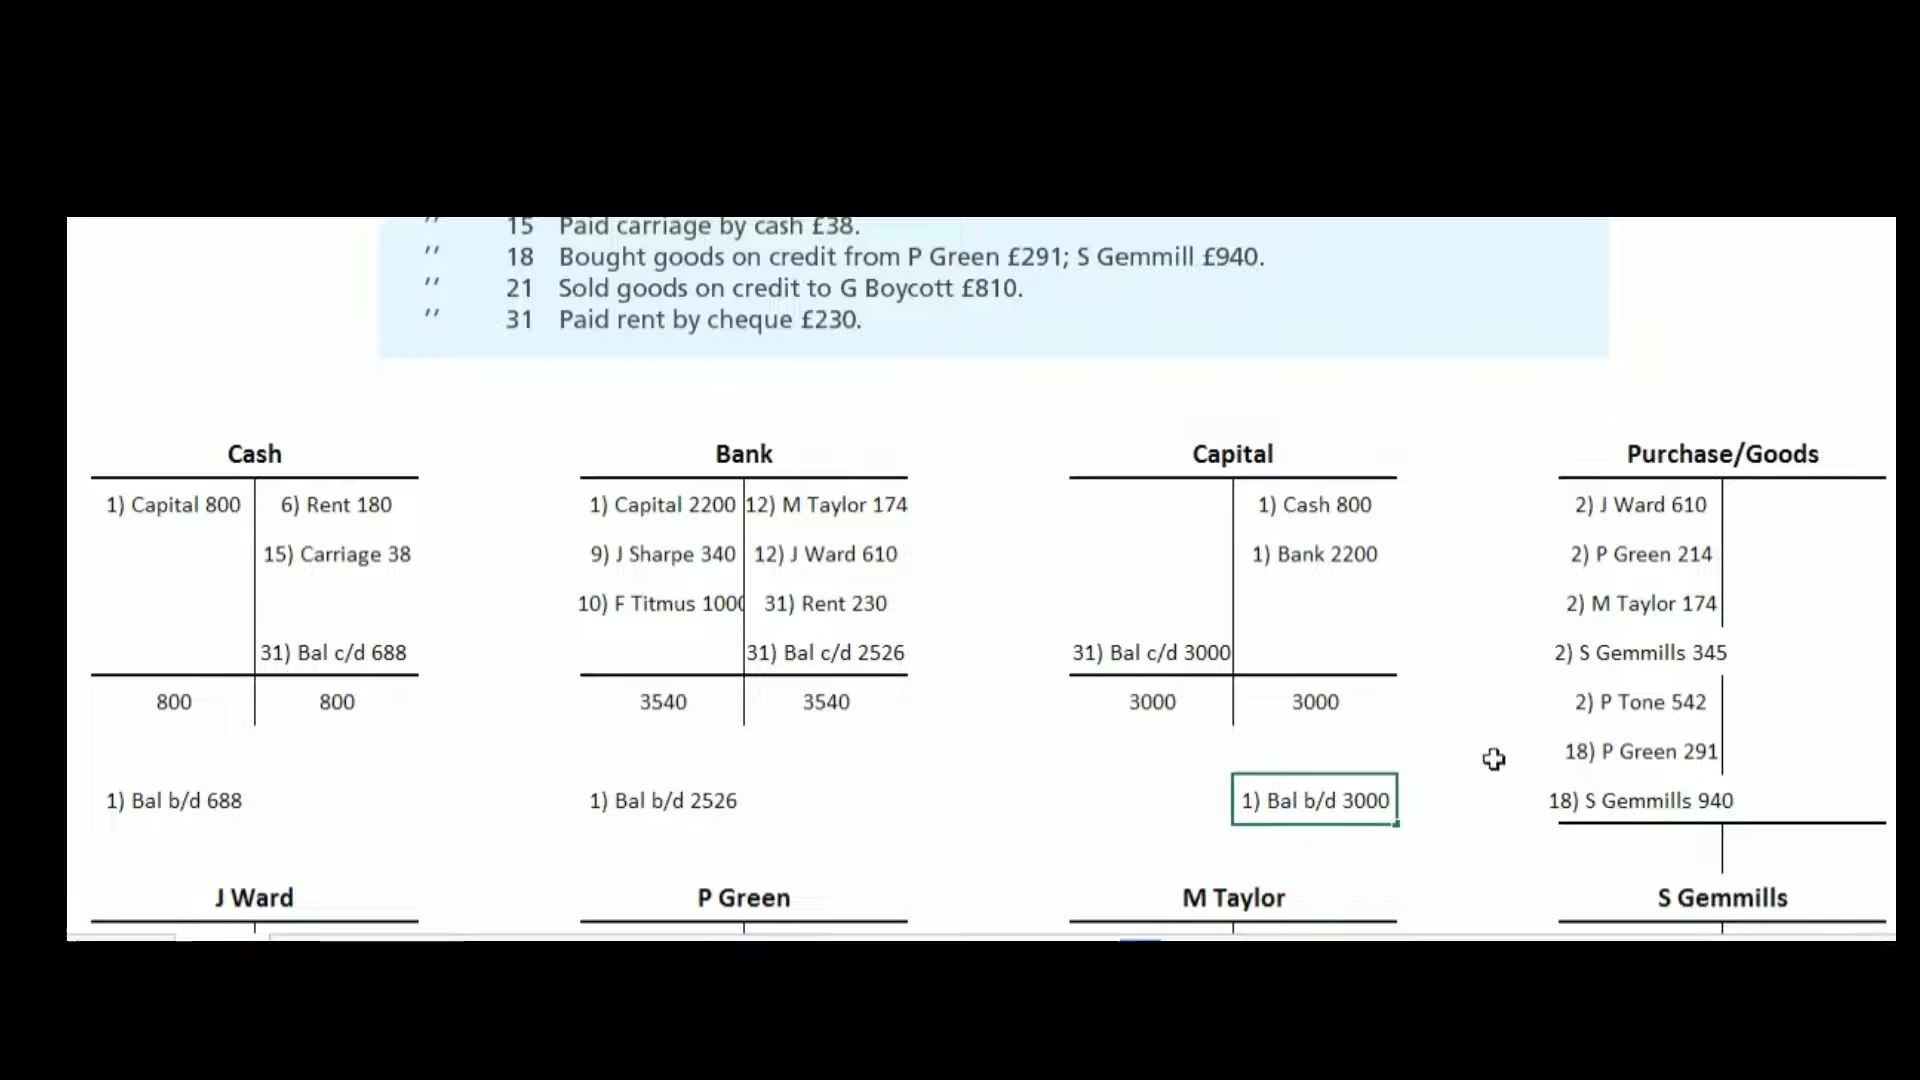 " 15 Paid carriage by cash £38.
" 18 Bought goods on credit from P Green £291; S Gemmill £940.
" 21 Sold goods on credit to G Boycott £810.
" 31 Paid rent by cheque £230.
Cash Bank Capital Purchase/Goods
1) Capital 800 6) Rent 180 1) Capital 2200 12) M Taylor 174 1) Cash 800 2) J Ward 610
15) Carriage 38 9) J Sharpe 340 12) J Ward 610 1) Bank 2200 2) P Green 214
10) F Titmus 1000 31) Rent 230 2) M Taylor 174
31) Bal c/d 688 31) Bal c/d 2526 31) Bal c/d 3000 2) S Gemmills 345
800 800 3540 3540 3000 3000 2) P Tone 542
18) P Green 291
1) Bal b/d 688 1) Bal b/d 2526 1) Bal b/d 3000 18) S Gemmills 940
J Ward P Green M Taylor S Gemmills